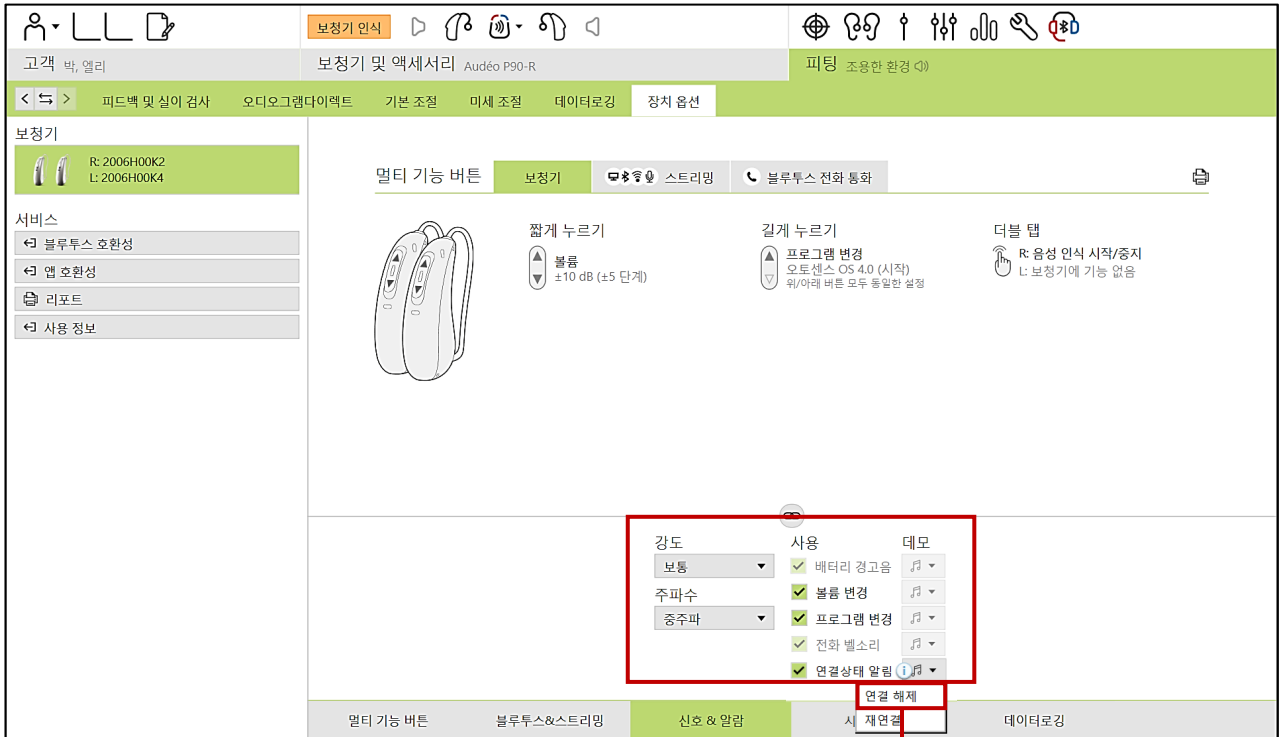 보청기 인식
고객 박, 엘리
보청기 및 액세서리 Audéo P90-R
피팅 조용한 환경
피드백 및 실이 검사
오디오그램다이렉트
기본 조절
미세 조절
데이터로깅
장치 옵션
보청기
R: 2006H00K2
L: 2006H00K4
서비스
블루투스 호환성
앱 호환성
리포트
사용 정보
멀티 기능 버튼
보청기
스트리밍
블루투스 전화 통화
짧게 누르기
볼륨
±10 dB (±5 단계)
길게 누르기
프로그램 변경
오토센스 OS 4.0 (시작)
위/아래 버튼 모두 동일한 설정
더블 탭
R: 음성 인식 시작/중지
L: 보청기에 기능 없음
강도
보통
주파수
중주파
사용
데모
배터리 경고음
볼륨 변경
프로그램 변경
전화 벨소리
연결상태 알림
연결 해제
재연결
멀티 기능 버튼
블루투스&스트리밍
신호 & 알람
데이터로깅